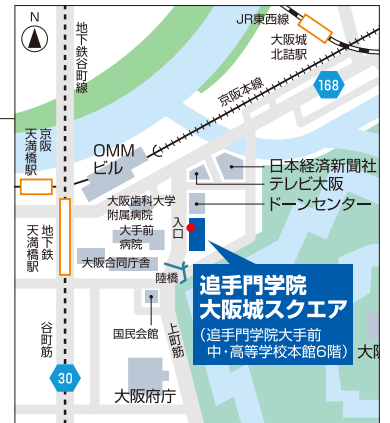 N
JR東西線
大阪城
北詰駅
地下鉄谷町線
168
京阪本線
京阪
天満橋駅
OMM
ビル
日本経済新聞社
テレビ大阪
ドーンセンター
大阪歯科大学
附属病院
入口
大手前
病院
地下鉄
天満橋駅
大阪合同庁舎
陸橋
追手門学院
大阪城スクエア
（追手門学院大手前
中・高等学校本館6階）
国民会館
上町筋
谷町筋
30
大阪府庁
大阪